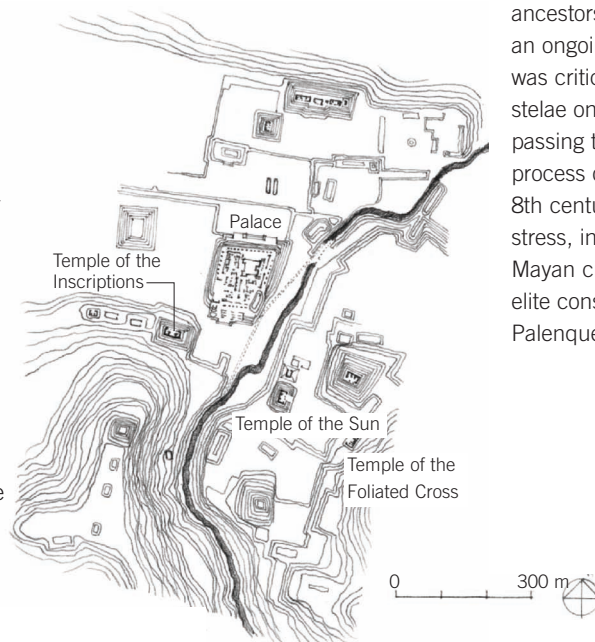 Palace
Temple of the
Inscriptions
Temple of the Sun
Temple of the
Foliated Cross
0 300 m
ancestors
an ongoi
was critic
stelae on
passing t
process o
8th centu
stress, in
Mayan c
elite cons
Palenque
e